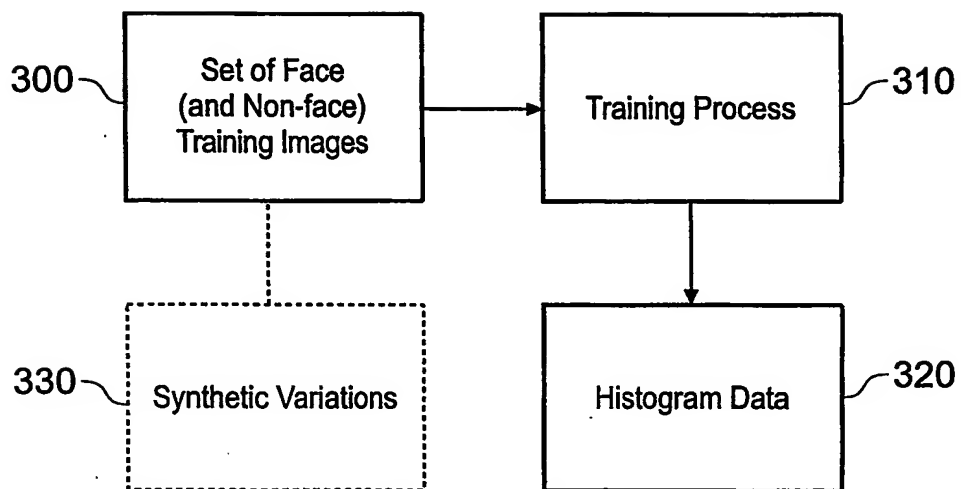 300
Set of Face
(and Non-face)
Training Images
Training Process
310
330
Synthetic Variations
Histogram Data
320